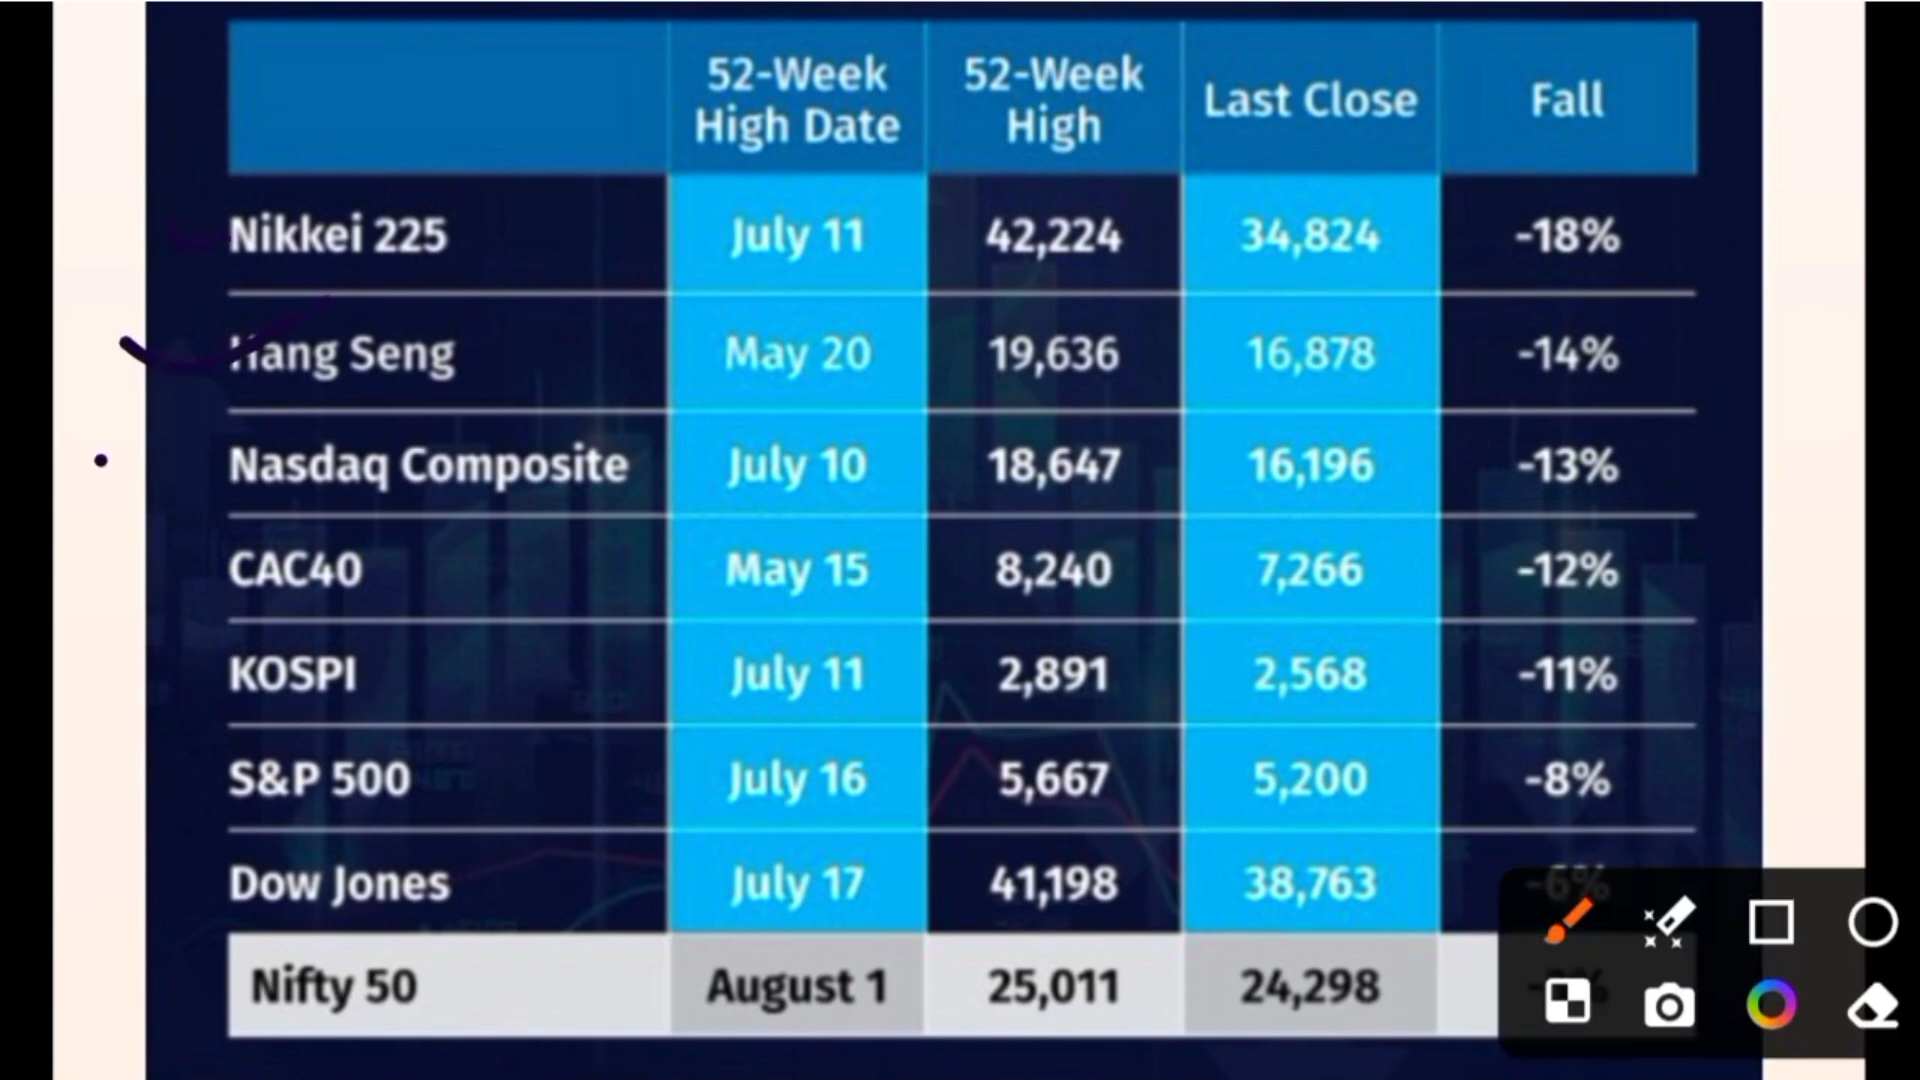 52-Week High Date 52-Week High Last Close Fall
Nikkei 225 July 11 42,224 34,824 -18%
Hang Seng May 20 19,636 16,878 -14%
Nasdaq Composite July 10 18,647 16,196 -13%
CAC40 May 15 8,240 7,266 -12%
KOSPI July 11 2,891 2,568 -11%
S&P 500 July 16 5,667 5,200 -8%
Dow Jones July 17 41,198 38,763 -6%
Nifty 50 August 1 25,011 24,298